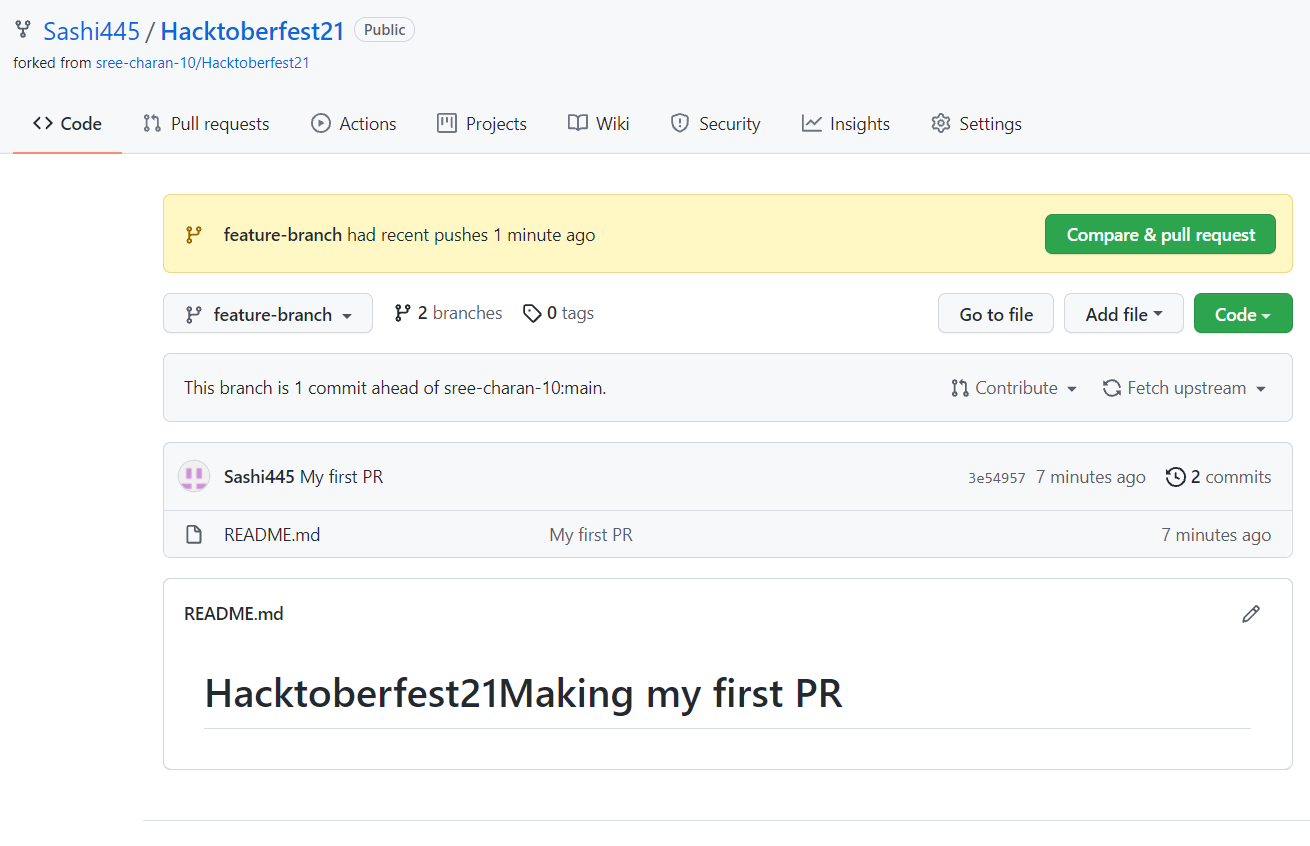 Sashi445 / Hacktoberfest21 Public
forked from sree-charan-10/Hacktoberfest21
Code Pull requests Actions Projects Wiki Security Insights Settings
feature-branch had recent pushes 1 minute ago Compare & pull request
feature-branch 2 branches 0 tags Go to file Add file Code
This branch is 1 commit ahead of sree-charan-10:main. Contribute Fetch upstream
Sashi445 My first PR 3e54957 7 minutes ago 2 commits
README.md My first PR 7 minutes ago
README.md
Hacktoberfest21Making my first PR